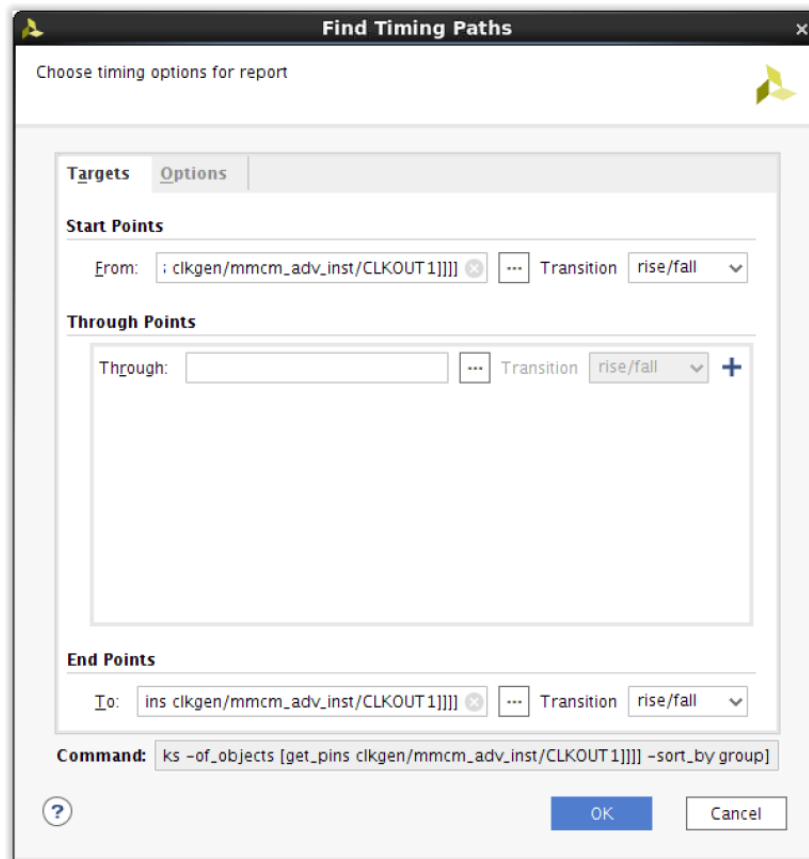 Find Timing Paths
Choose timing options for report
Targets Options
Start Points
From: ; clkgen/mmcm_adv_inst/CLKOUT1]]]] ... Transition rise/fall
Through Points
Through: ... Transition rise/fall +
End Points
To: ins clkgen/mmcm_adv_inst/CLKOUT1]]]] ... Transition rise/fall
Command: ks -of_objects [get_pins clkgen/mmcm_adv_inst/CLKOUT1]]]] -sort_by group]
? OK Cancel